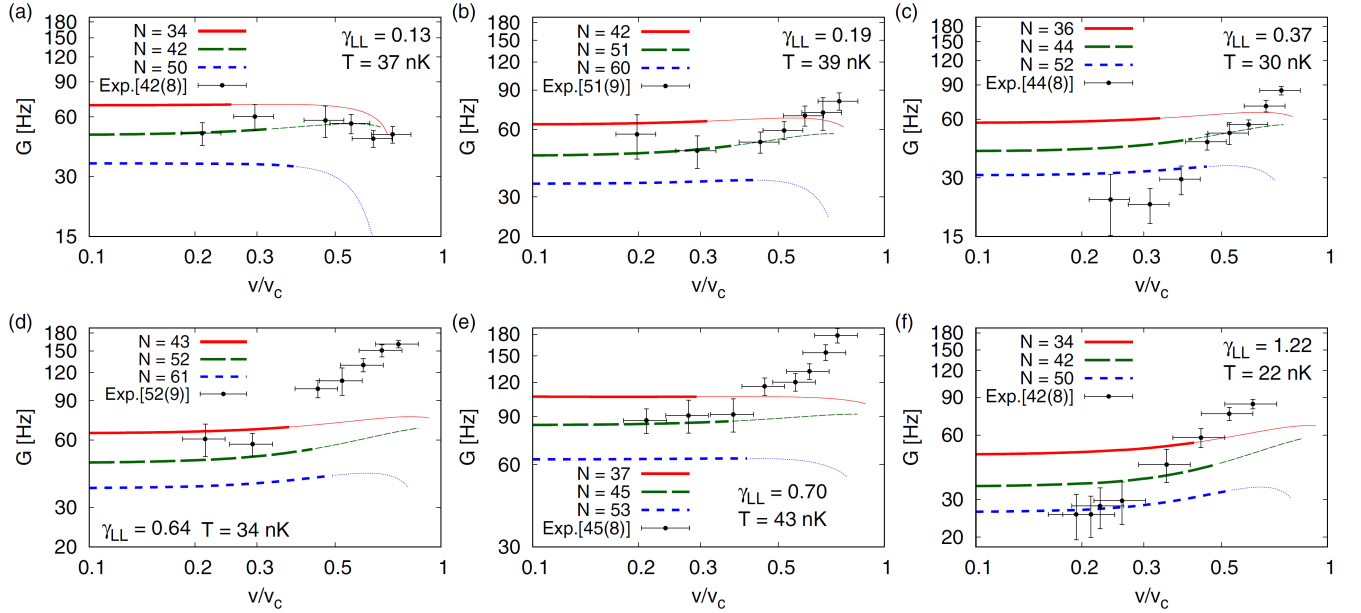 (a)
180
150
120
90
60
30
15
G [Hz]
N = 34
N = 42
N = 50
Exp.[42(8)]
γLL = 0.13
T = 37 nK
0.1 0.2 0.3 0.5 1
v/vc
(b)
180
150
120
90
60
30
20
G [Hz]
N = 42
N = 51
N = 60
Exp.[51(9)]
γLL = 0.19
T = 39 nK
0.1 0.2 0.3 0.5 1
v/vc
(c)
180
150
120
90
60
30
20
G [Hz]
N = 36
N = 44
N = 52
Exp.[44(8)]
γLL = 0.37
T = 30 nK
0.1 0.2 0.3 0.5 1
v/vc
(d)
180
150
120
90
60
30
20
G [Hz]
N = 43
N = 52
N = 61
Exp.[52(9)]
γLL = 0.64 T = 34 nK
0.1 0.2 0.3 0.5 1
v/vc
(e)
180
150
120
90
60
30
G [Hz]
N = 37
N = 45
N = 53
Exp.[45(8)]
γLL = 0.70
T = 43 nK
0.1 0.2 0.3 0.5 1
v/vc
(f)
180
150
120
90
60
30
20
G [Hz]
N = 34
N = 42
N = 50
Exp.[42(8)]
γLL = 1.22
T = 22 nK
0.1 0.2 0.3 0.5 1
v/vc